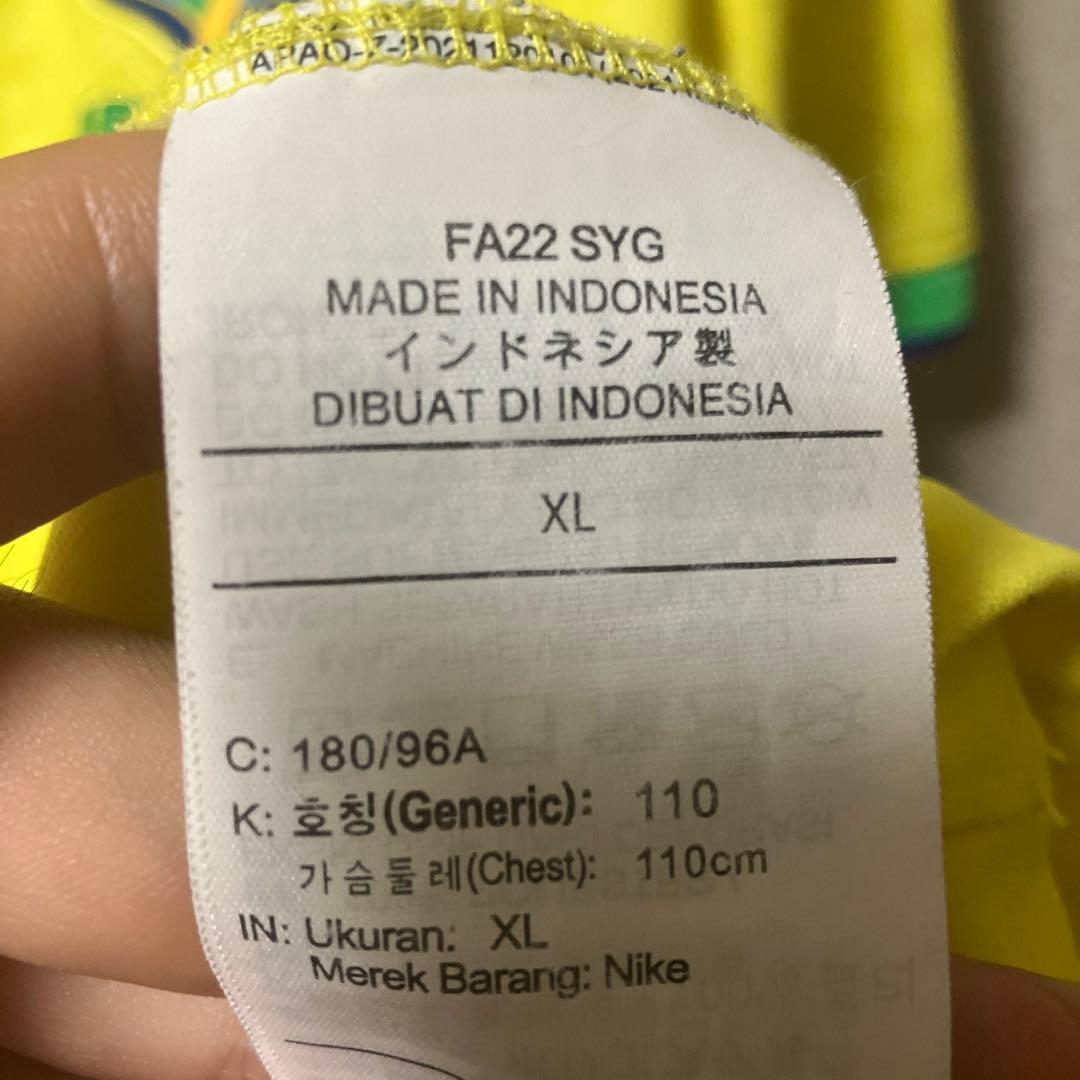 FA22 SYG
MADE IN INDONESIA
インドネシア製
DIBUAT DI INDONESIA
XL
C: 180/96A
K: 호칭(Generic): 110
가슴둘레(Chest): 110cm
IN: Ukuran: XL
Merek Barang: Nike